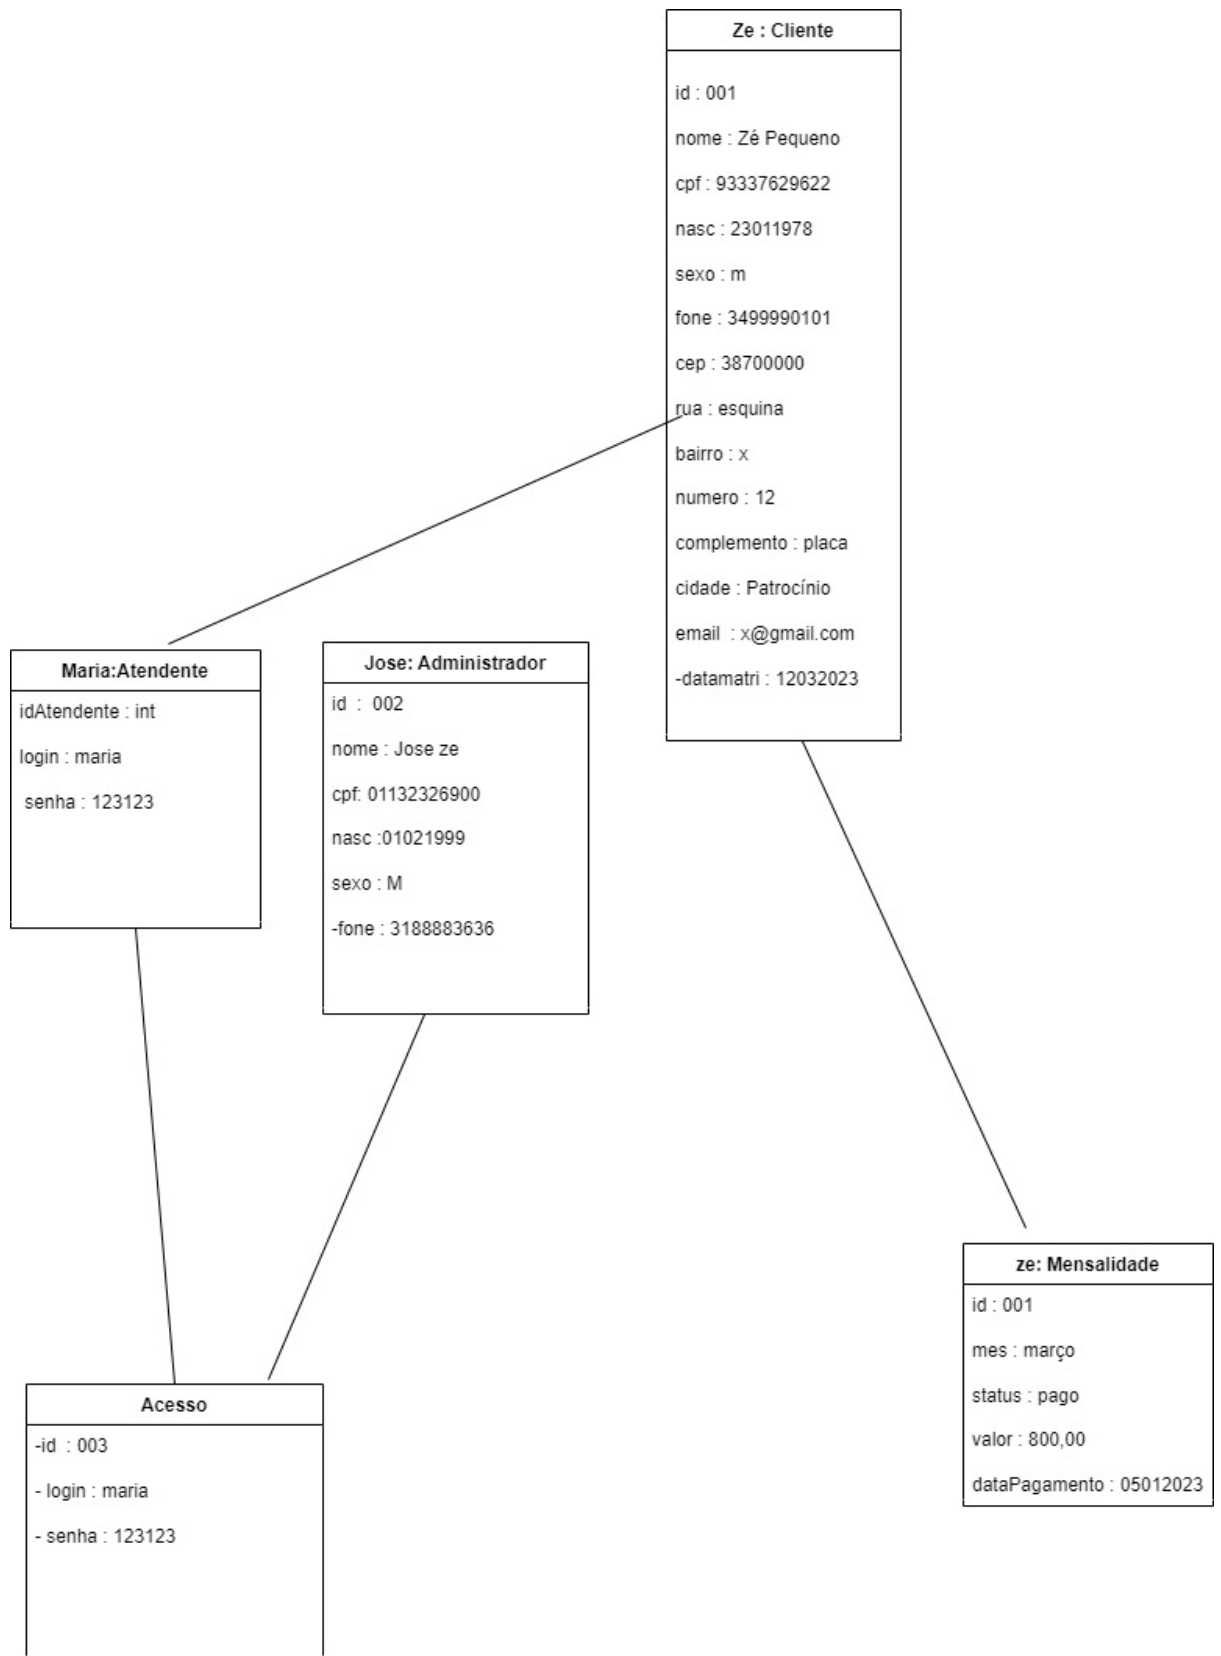 Ze : Cliente
id : 001
nome : Zé Pequeno
cpf : 93337629622
nasc : 23011978
sexo : m
fone : 3499990101
cep : 38700000
rua : esquina
bairro : x
numero : 12
complemento : placa
cidade : Patrocínio
email : x@gmail.com
-datamatri : 12032023
Maria:Atendente
idAtendente : int
login : maria
senha : 123123
Jose: Administrador
id : 002
nome : Jose ze
cpf: 01132326900
nasc :01021999
sexo : M
-fone : 3188883636
Acesso
-id : 003
- login : maria
- senha : 123123
ze: Mensalidade
id : 001
mes : março
status : pago
valor : 800,00
dataPagamento : 05012023